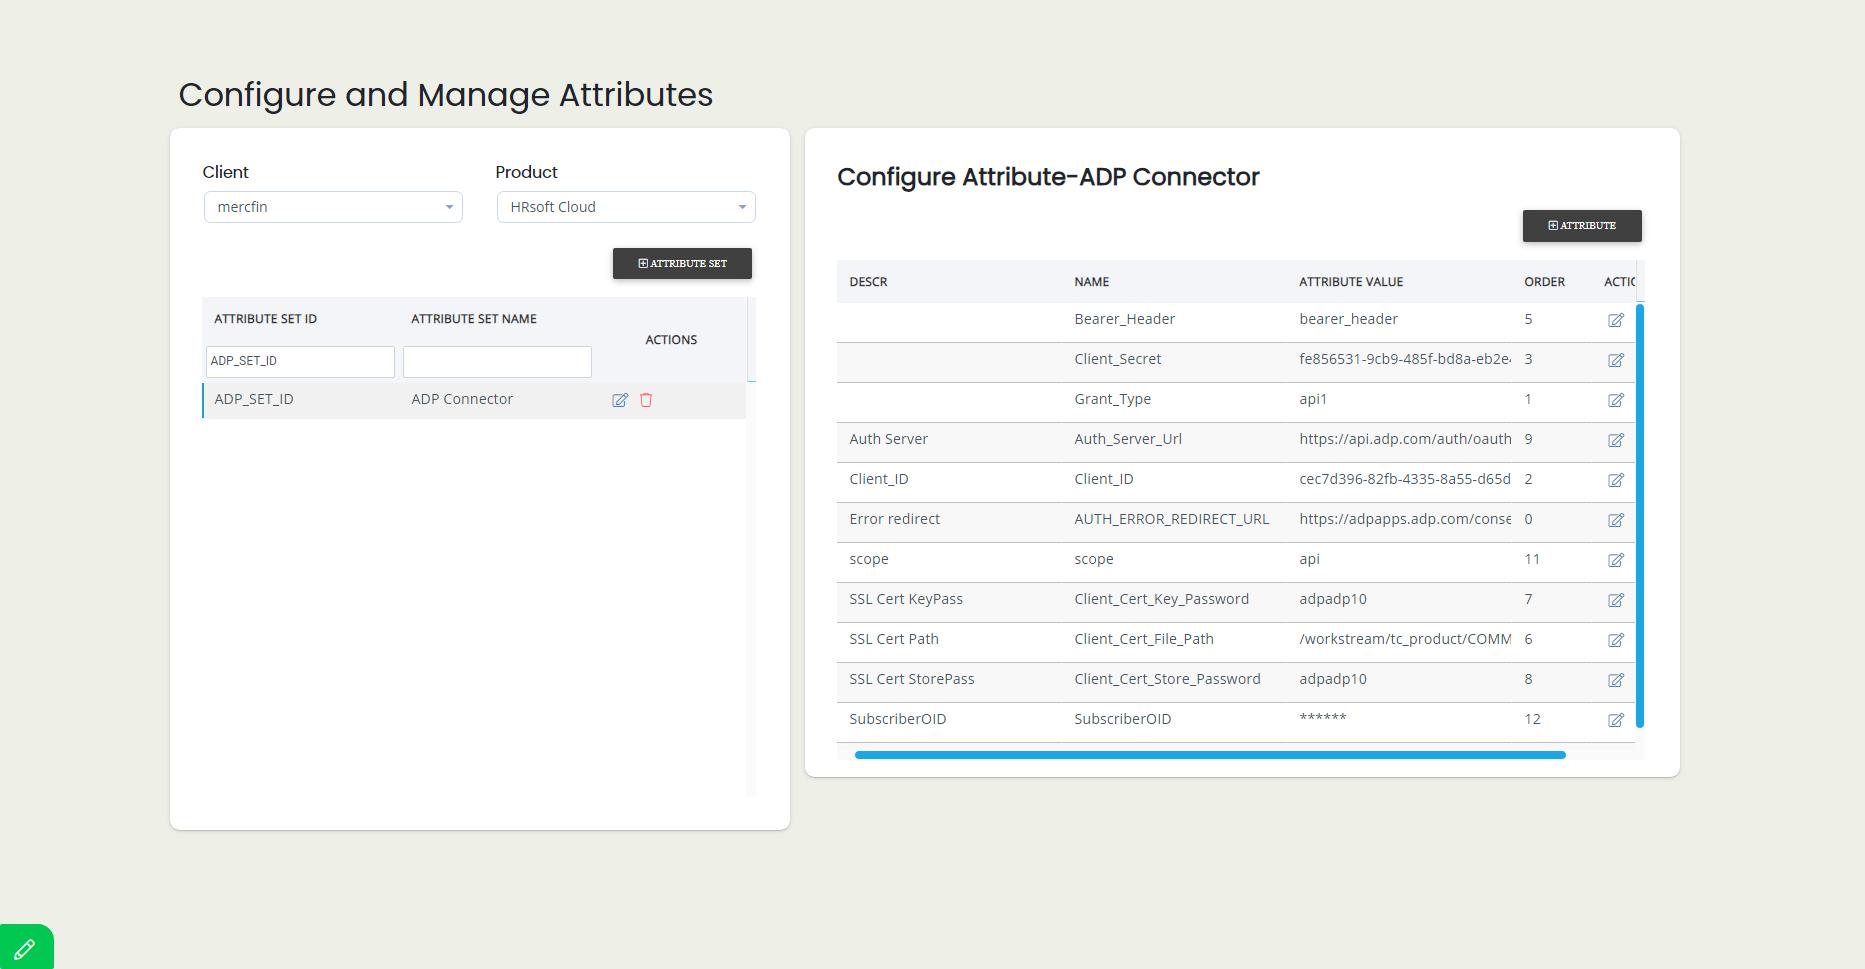 Configure and Manage Attributes
Client
Product
mercfin
HRsoft Cloud
ATTRIBUTE SET
ATTRIBUTE SET ID ATTRIBUTE SET NAME ACTIONS
ADP_SET_ID
ADP_SET_ID ADP Connector
Configure Attribute-ADP Connector
ATTRIBUTE
DESCR NAME ATTRIBUTE VALUE ORDER ACTIO
Bearer_Header bearer_header 5
Client_Secret fe856531-9cb9-485f-bd8a-eb2e 3
Grant_Type api1 1
Auth Server Auth_Server_Url https://api.adp.com/auth/oauth 9
Client_ID Client_ID cec7d396-82fb-4335-8a55-d65d 2
Error redirect AUTH_ERROR_REDIRECT_URL https://adpapps.adp.com/conse 0
scope scope api 11
SSL Cert KeyPass Client_Cert_Key_Password adpadp10 7
SSL Cert Path Client_Cert_File_Path /workstream/tc_product/COMM 6
SSL Cert StorePass Client_Cert_Store_Password adpadp10 8
SubscriberOID SubscriberOID ****** 12